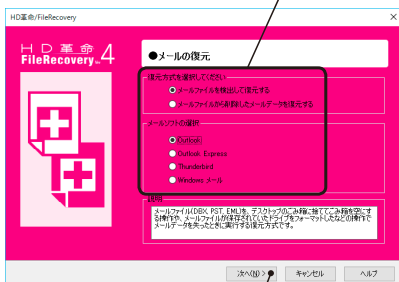 HD革命/FileRecovery
HD革命 4
FileRecovery™
●メールの復元
復元方式を選択してください
メールファイルを検出して復元する
メールファイルから削除したメールデータを復元する
メールソフトの選択
Outlook
Outlook Express
Thunderbird
Windows メール
説明
メールファイル(DBX, PST, EML)を、デスクトップのごみ箱に捨ててごみ箱を空にす
る操作や、メールファイルが保存されていたドライブをフォーマットしたなどの操作で
メールデータを失ったときに実行する復元方式です。
次へ(N) >
キャンセル
ヘルプ